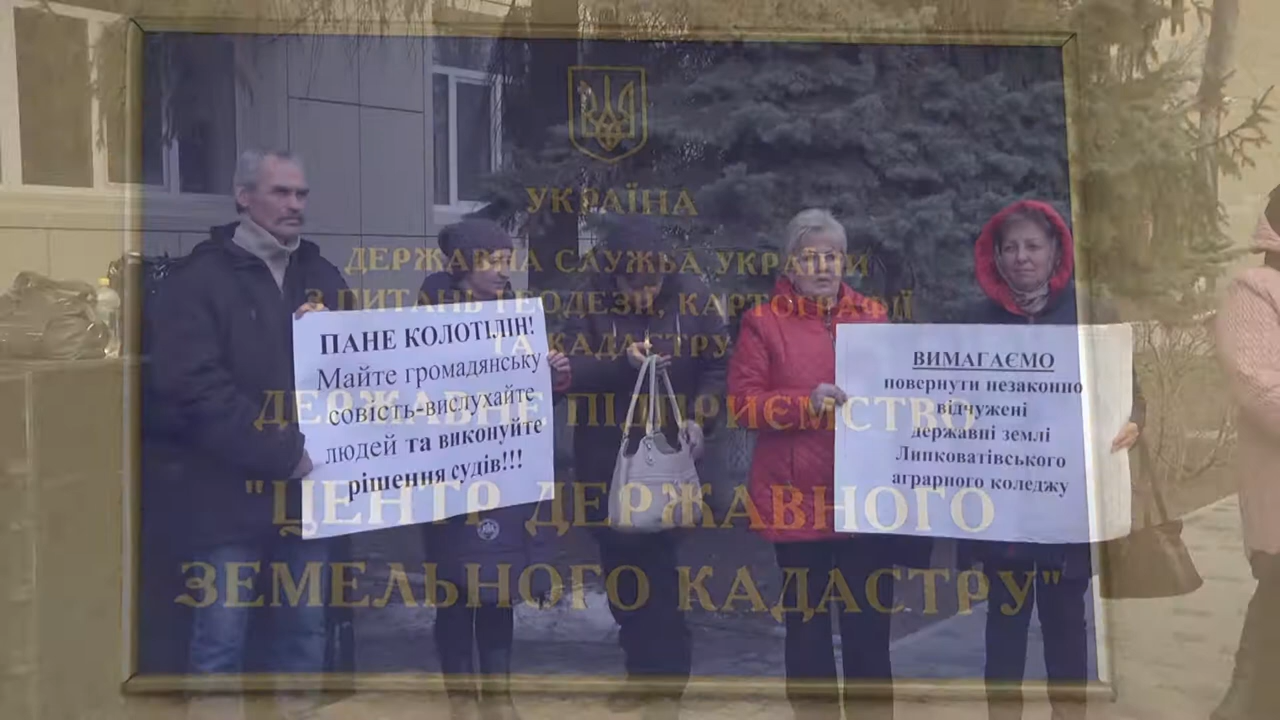 УКРАЇНА
ДЕРЖАВНА СЛУЖБА УКРАЇНИ
З ПИТАНЬ ГЕОДЕЗІЇ, КАРТОГРАФІЇ
ТА КАДАСТРУ
ДЕРЖАВНЕ ПІДПРИЄМСТВО
"ЦЕНТР ДЕРЖАВНОГО
ЗЕМЕЛЬНОГО КАДАСТРУ"
ПАНЕ КОЛОТІЛІН!
Майте громадянську
совість-вислухайте
людей та виконуйте
рішення судів!!!
ВИМАГАЄМО
повернути незаконно
відчужені
державні землі
Липковатівського
аграрного коледжу